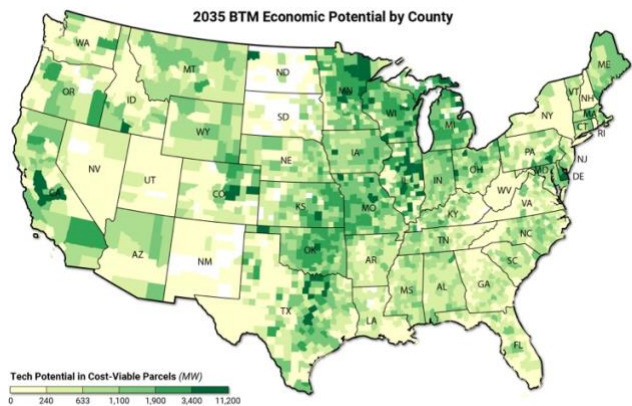 2035 BTM Economic Potential by County
WA
MT
ND
MN
ME
OR
ID
SD
WI
MI
VT
NH
NY
MA
CT
RI
WY
IA
NE
PA
NJ
NV
UT
CO
IL
IN
OH
MD
DE
CA
KS
MO
WV
VA
KY
AZ
NM
OK
TN
NC
AR
SC
TX
MS
AL
GA
LA
FL
Tech Potential in Cost-Viable Parcels (MW)
0 240 633 1,100 1,900 3,400 11,200